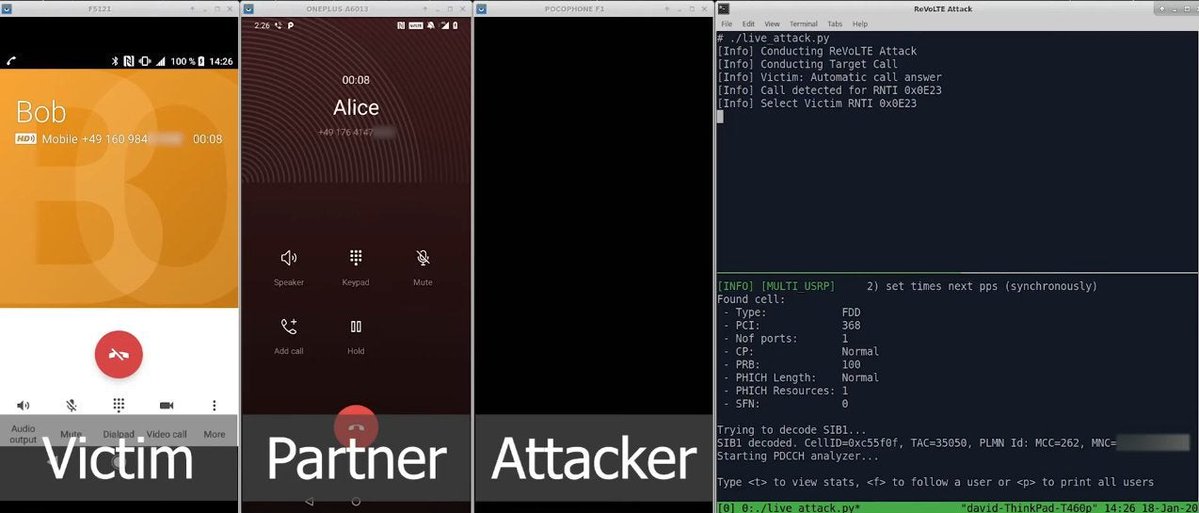 F5121
100 % 14:26
Bob
HD Mobile +49 160 984 00:08
Audio output
Mute
Dialpad
Video call
More
Victim
ONEPLUS A6013
2:26
00:08
Alice
+49 176 4147
Speaker
Keypad
Mute
Add call
Hold
Partner
POCOPHONE F1
Attacker
ReVoLTE Attack
File Edit View Terminal Tabs Help
# ./live_attack.py
[Info] Conducting ReVoLTE Attack
[Info] Conducting Target Call
[Info] Victim: Automatic call answer
[Info] Call detected for RNTI 0x0E23
[Info] Select Victim RNTI 0x0E23
[INFO] [MULTI_USRP] 2) set times next pps (synchronously)
Found cell:
- Type: FDD
- PCI: 368
- Nof ports: 1
- CP: Normal
- PRB: 100
- PHICH Length: Normal
- PHICH Resources: 1
- SFN: 0
Trying to decode SIB1...
SIB1 decoded. CellID=0xc55f0f, TAC=35050, PLMN Id: MCC=262, MNC=
Starting PDCCH analyzer...
Type <t> to view stats, <f> to follow a user or <p> to print all users
[0] 0:./live_attack.py* "david-ThinkPad-T460p" 14:26 18-Jan-20